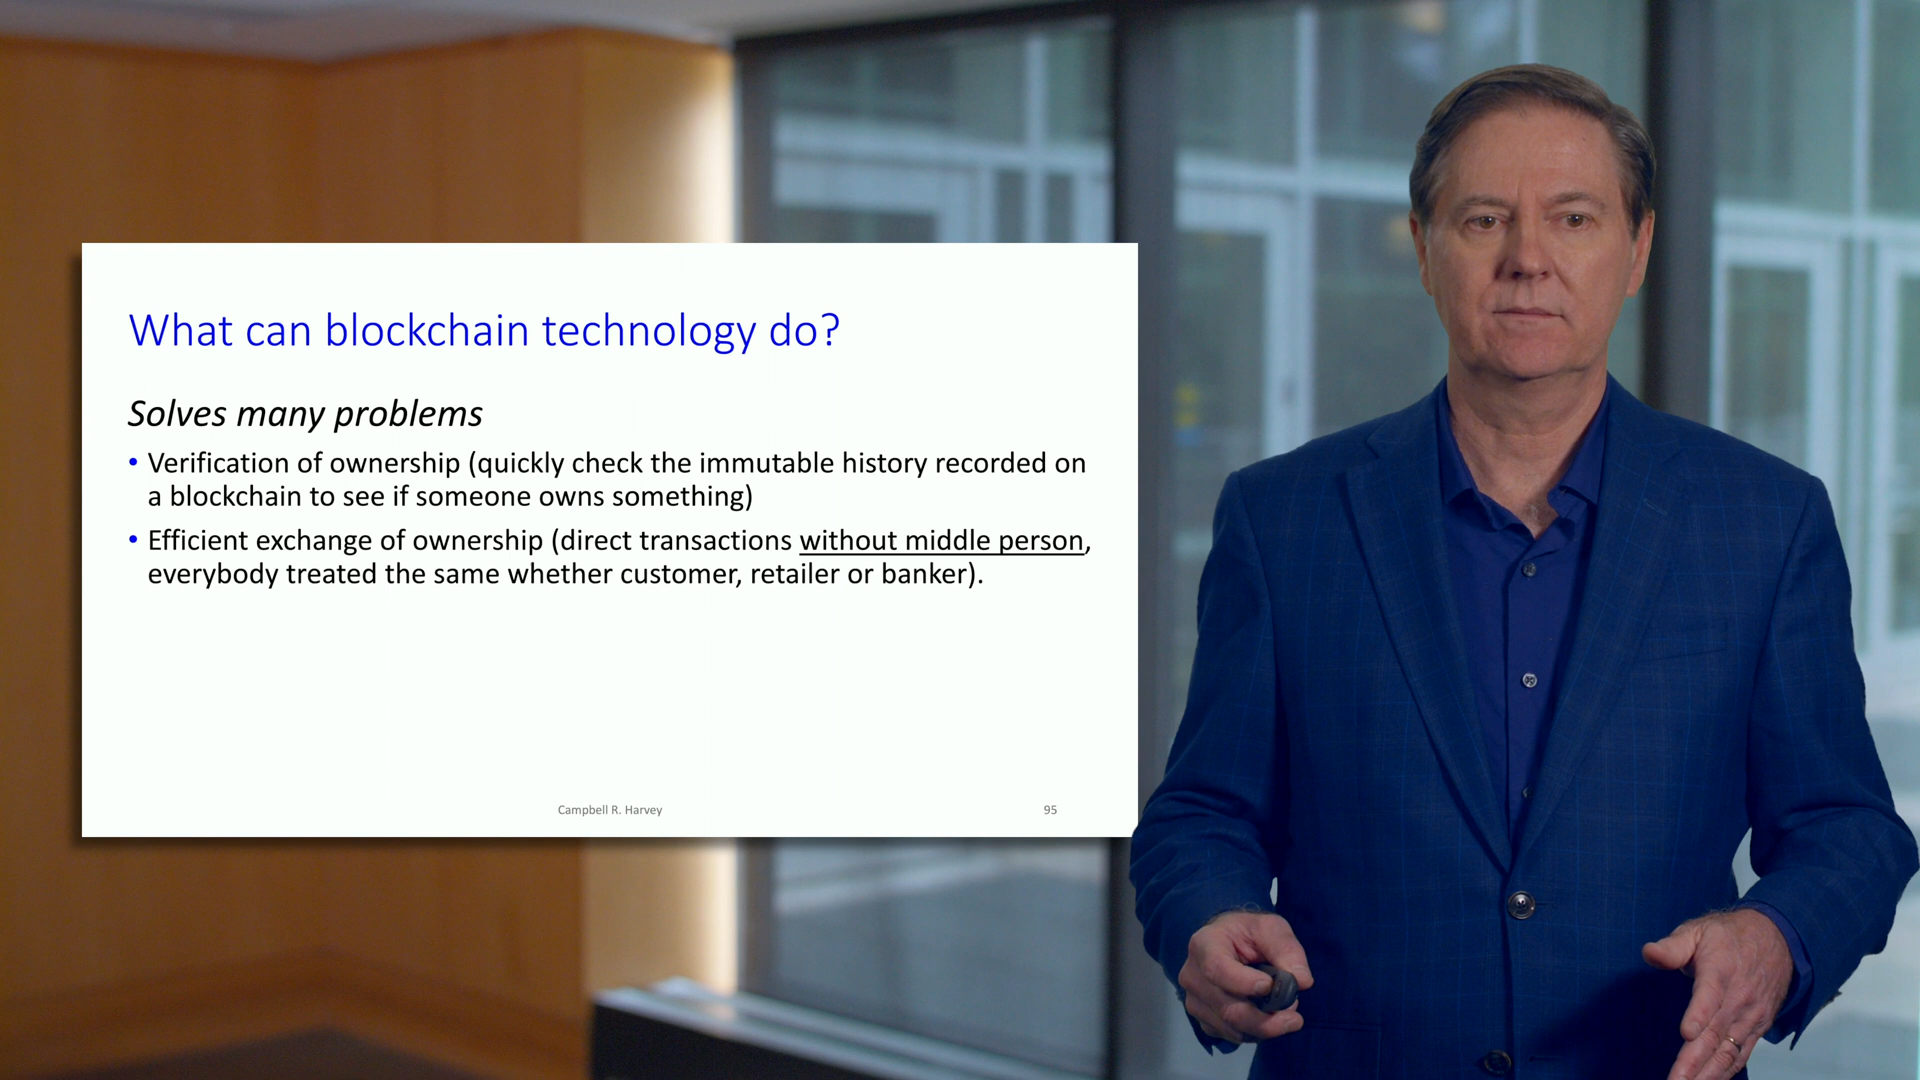 What can blockchain technology do?
Solves many problems
• Verification of ownership (quickly check the immutable history recorded on
a blockchain to see if someone owns something)
• Efficient exchange of ownership (direct transactions without middle person,
everybody treated the same whether customer, retailer or banker).
Campbell R. Harvey
95